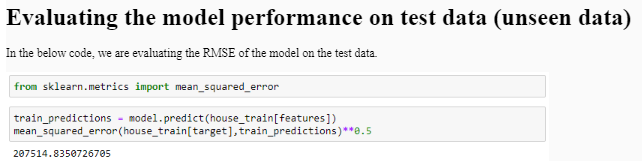 Evaluating the model performance on test data (unseen data)
In the below code, we are evaluating the RMSE of the model on the test data.
from sklearn.metrics import mean_squared_error
train_predictions = model.predict(house_train[features])
mean_squared_error(house_train[target],train_predictions)**0.5
207514.8350726705